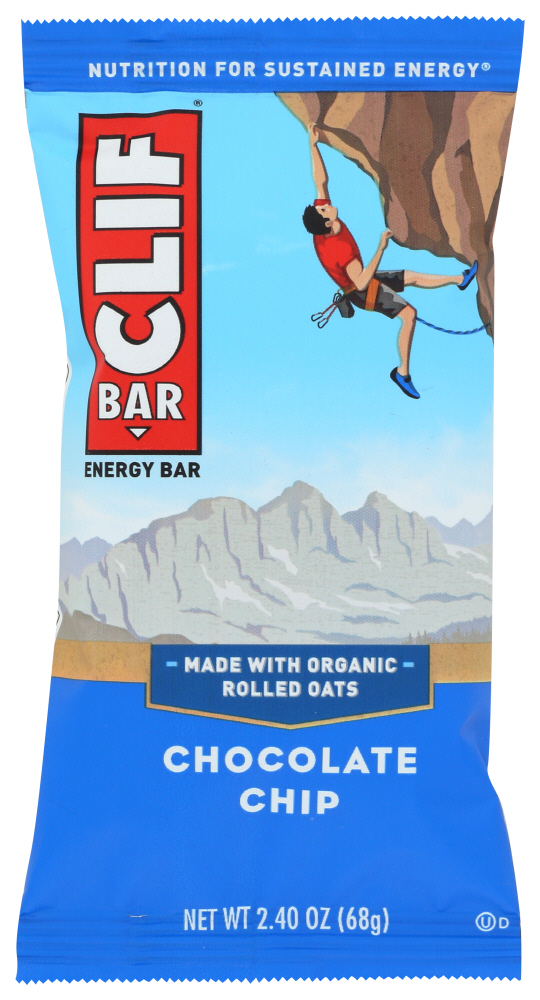 NUTRITION FOR SUSTAINED ENERGY®
CLIF®
BAR
ENERGY BAR
- MADE WITH ORGANIC -
ROLLED OATS
CHOCOLATE
CHIP
NET WT 2.40 OZ (68g)
U D